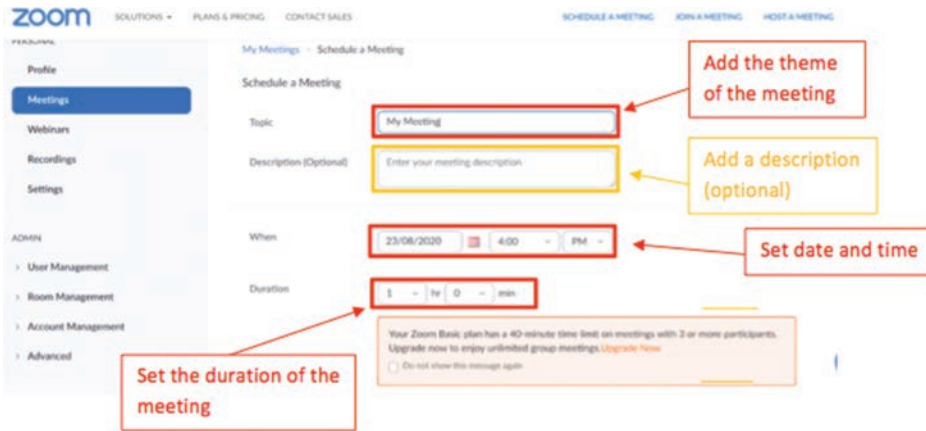 zoom SOLUTIONS PLANS & PRICING CONTACT SALES SCHEDULE A MEETING JOIN A MEETING HOST A MEETING
PERSONAL
Profile
Meetings
Webinars
Recordings
Settings
ADMIN
User Management
Room Management
Account Management
Advanced
My Meetings Schedule a Meeting
Schedule a Meeting
Topic My Meeting
Description (Optional) Enter your meeting description
When 23/08/2020 4:00 PM
Duration 1 hr 0 min
Your Zoom Basic plan has a 40-minute time limit on meetings with 3 or more participants.
Upgrade now to enjoy unlimited group meetings. Upgrade Now
Do not show this message again
Add the theme
of the meeting
Add a description
(optional)
Set date and time
Set the duration of the
meeting